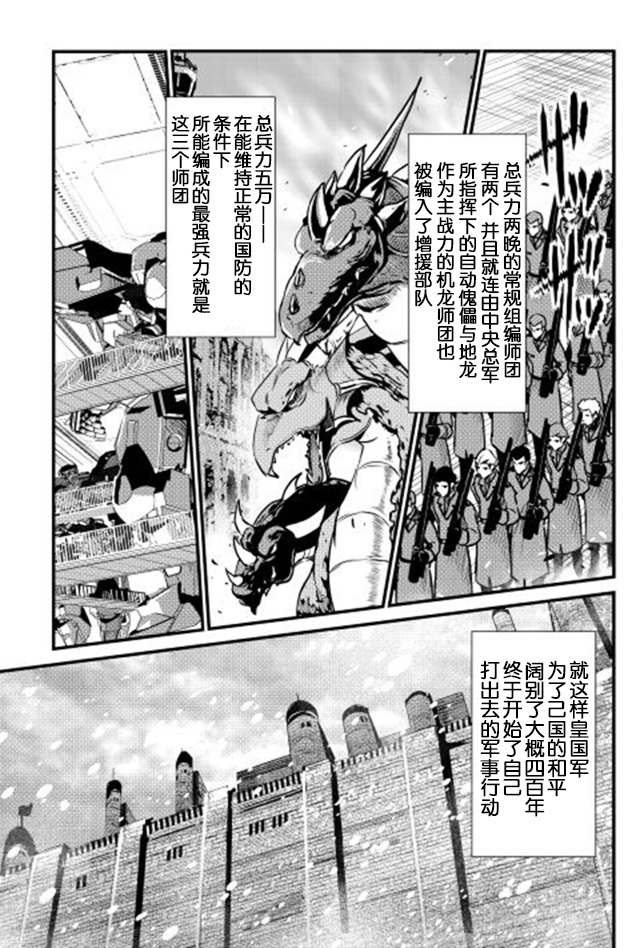 总兵力两晚的常规组编师团
有两个 并且就连由中央总军
所指挥下的自动傀儡与地龙
作为主战力的机龙师团也
被编入了增援部队
总兵力五万——
在能维持正常的国防的
条件下
所能编成的最强兵力就是
这三个师团
就这样皇国军
为了己国的和平
阔别了大概四百年
终于开始了自己
打出去的军事行动